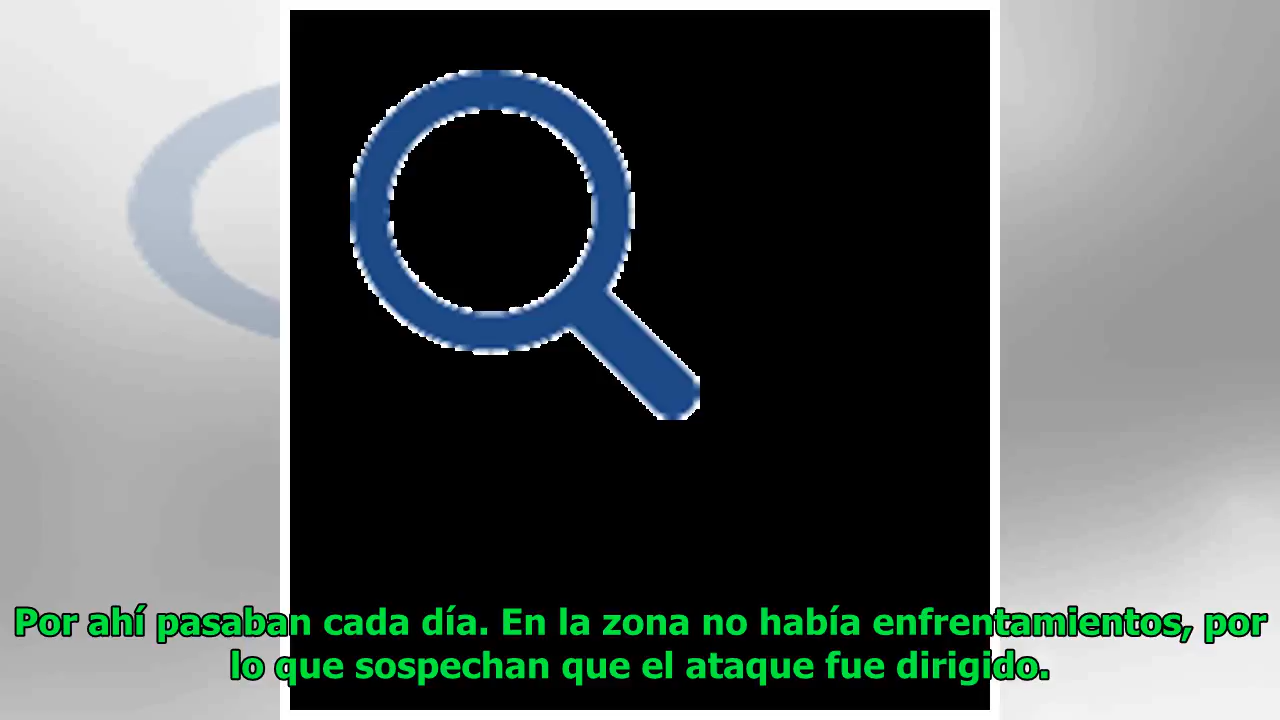 Por ahí pasaban cada día. En la zona no había enfrentamientos, por
lo que sospechan que el ataque fue dirigido.